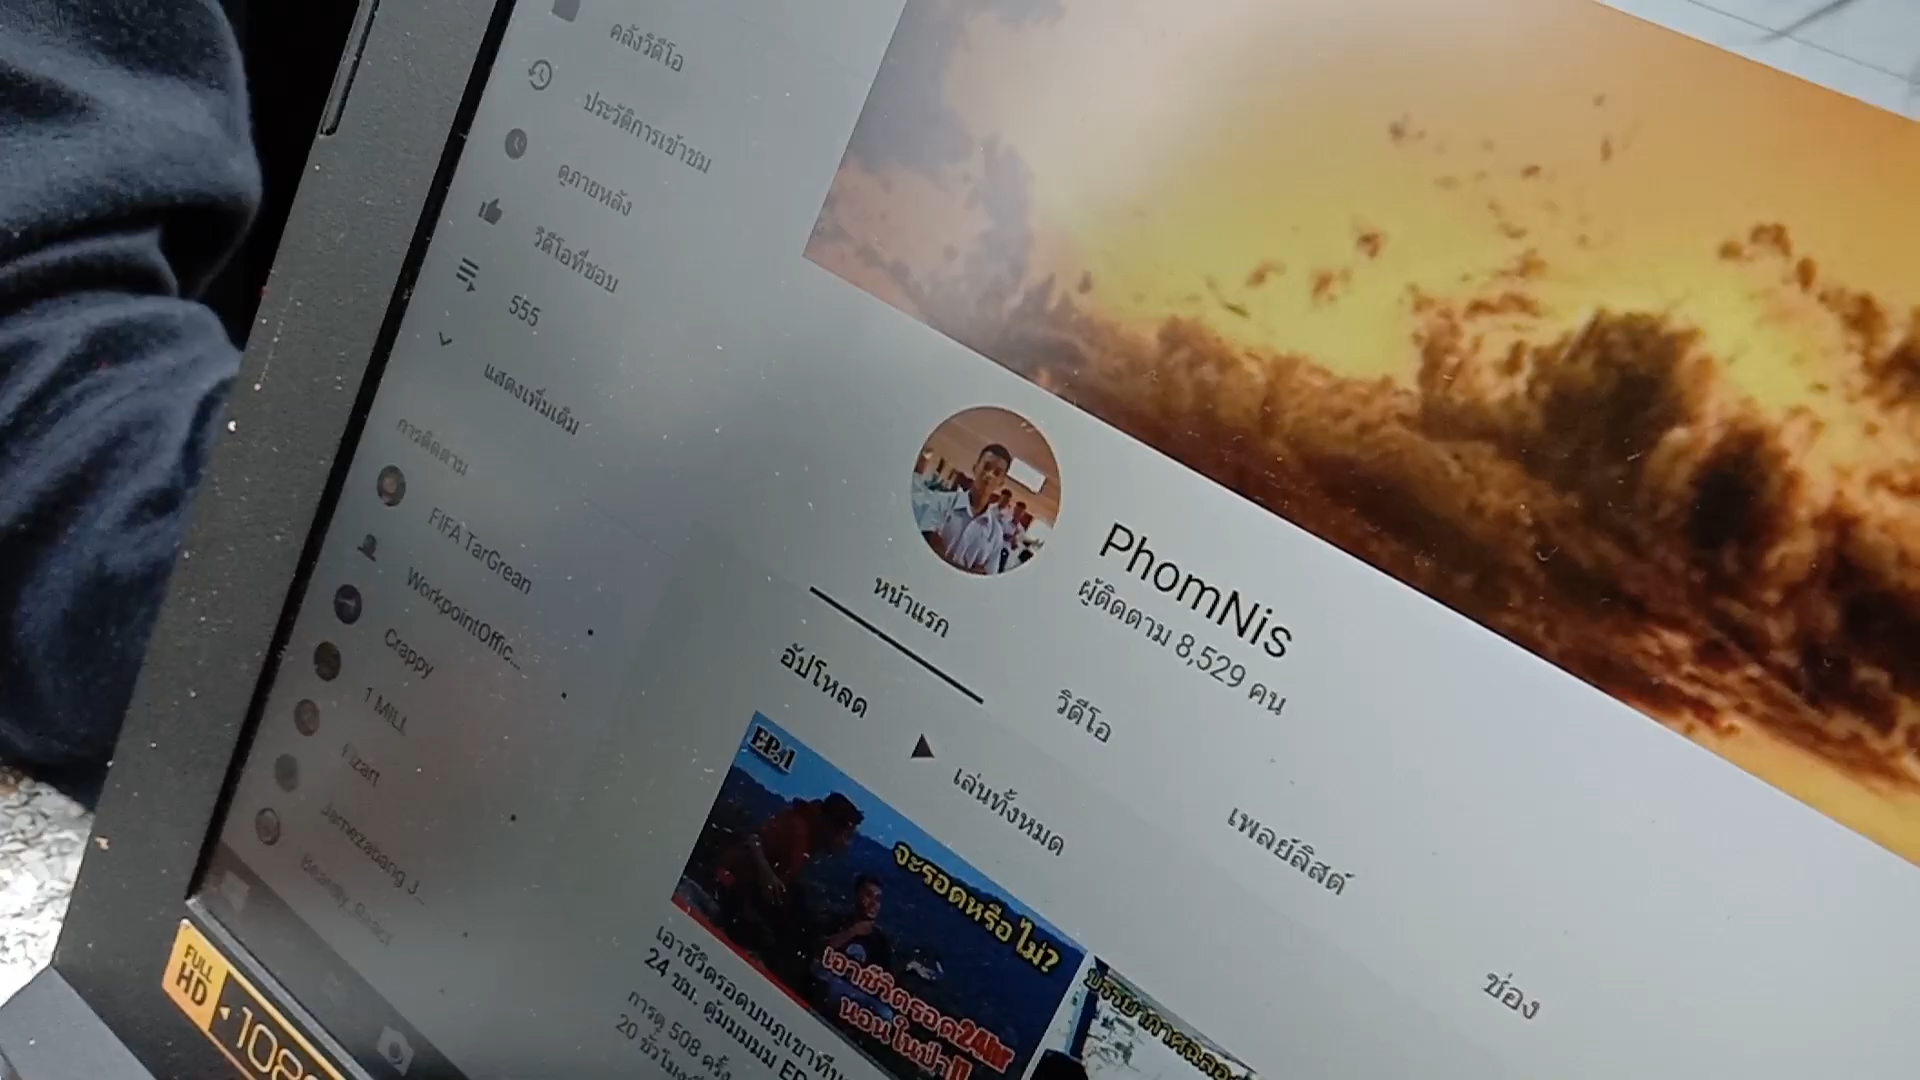 คลังวิดีโอ
ประวัติการเข้าชม
ดูภายหลัง
วิดีโอที่ชอบ
555
แสดงเพิ่มเติม
การติดตาม
FIFA TarGrean
WorkpointOffic...
Crappy
1 MILL
Jamezabang J...
FULL
HD
PhomNis
ผู้ติดตาม 8,529 คน
หน้าแรก
วิดีโอ
เพลย์ลิสต์
ช่อง
อัปโหลด
เล่นทั้งหมด
EP.1
จะรอดหรือไม่?
เอาชีวิตรอด24Hr
นอนในป่า!!
เอาชีวิตรอดบนภูเขา
24 ชม. ตู้มมมมม
การดู 508 ครั้ง